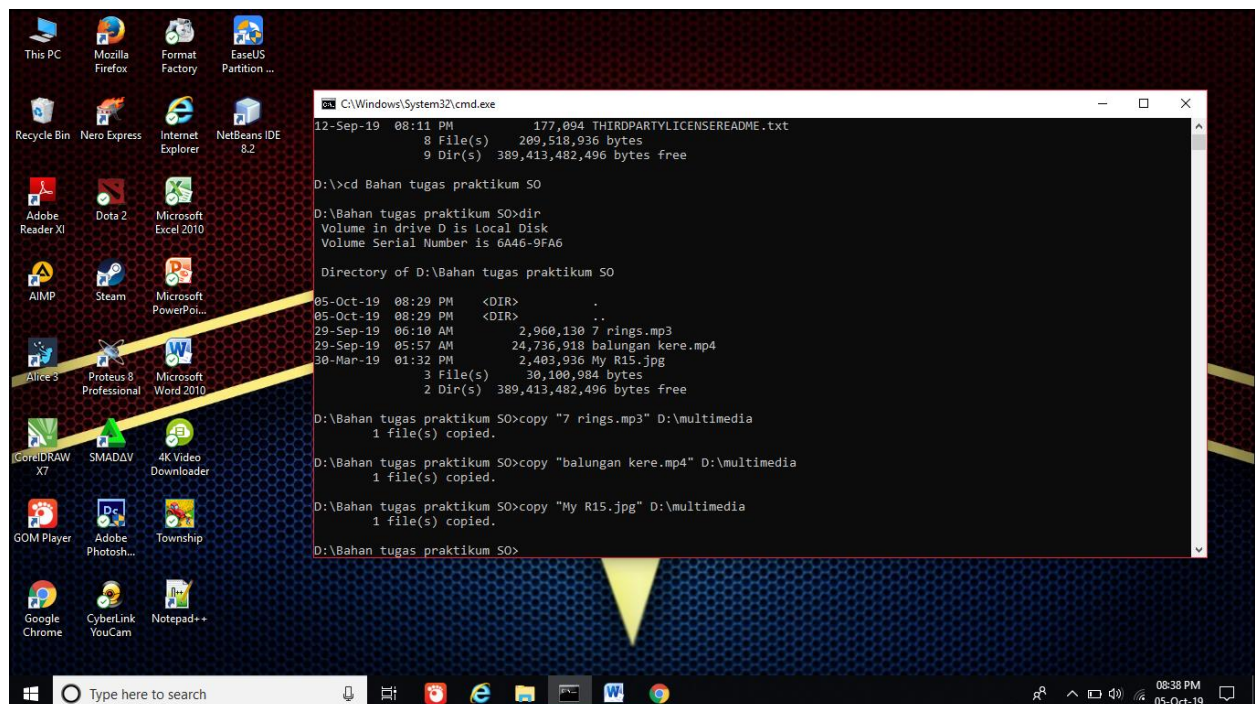 This PC
Mozilla
Firefox
Format
Factory
EaseUS
Partition ...
Recycle Bin
Nero Express
Internet
Explorer
NetBeans IDE
8.2
Adobe
Reader XI
Dota 2
Microsoft
Excel 2010
AIMP
Steam
Microsoft
PowerPoi...
Alice 3
Proteus 8
Professional
Microsoft
Word 2010
CorelDRAW
X7
SMADΔV
4K Video
Downloader
GOM Player
Adobe
Photosh...
Township
Google
Chrome
CyberLink
YouCam
Notepad++
C:\Windows\System32\cmd.exe
12-Sep-19  08:11 PM           177,094 THIRDPARTYLICENSEREADME.txt
8 File(s)    209,518,936 bytes
9 Dir(s)  389,413,482,496 bytes free
D:\>cd Bahan tugas praktikum SO
D:\Bahan tugas praktikum SO>dir
Volume in drive D is Local Disk
Volume Serial Number is 6A46-9FA6
Directory of D:\Bahan tugas praktikum SO
05-Oct-19  08:29 PM    <DIR>          .
05-Oct-19  08:29 PM    <DIR>          ..
29-Sep-19  06:10 AM         2,960,130 7 rings.mp3
29-Sep-19  05:57 AM        24,736,918 balungan kere.mp4
30-Mar-19  01:32 PM         2,403,936 My R15.jpg
3 File(s)     30,100,984 bytes
2 Dir(s)  389,413,482,496 bytes free
D:\Bahan tugas praktikum SO>copy "7 rings.mp3" D:\multimedia
1 file(s) copied.
D:\Bahan tugas praktikum SO>copy "balungan kere.mp4" D:\multimedia
1 file(s) copied.
D:\Bahan tugas praktikum SO>copy "My R15.jpg" D:\multimedia
1 file(s) copied.
D:\Bahan tugas praktikum SO>
Type here to search
08:38 PM
05-Oct-19